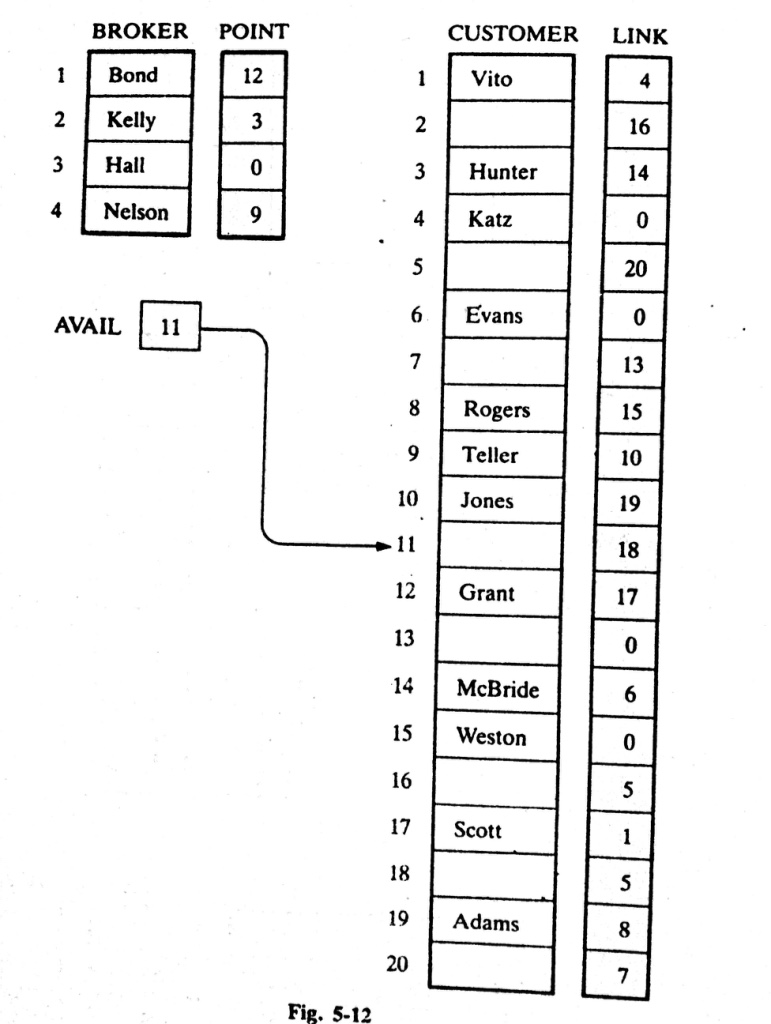 BROKER POINT CUSTOMER LINK
1 Bond 12 1 Vito 4
2 Kelly 3 2 16
3 Hall 0 3 Hunter 14
4 Nelson 9 4 Katz 0
5 20
AVAIL 11 6 Evans 0
7 13
8 Rogers 15
9 Teller 10
10 Jones 19
11 18
12 Grant 17
13 0
14 McBride 6
15 Weston 0
16 5
17 Scott 1
18 5
19 Adams 8
20 7
Fig. 5-12